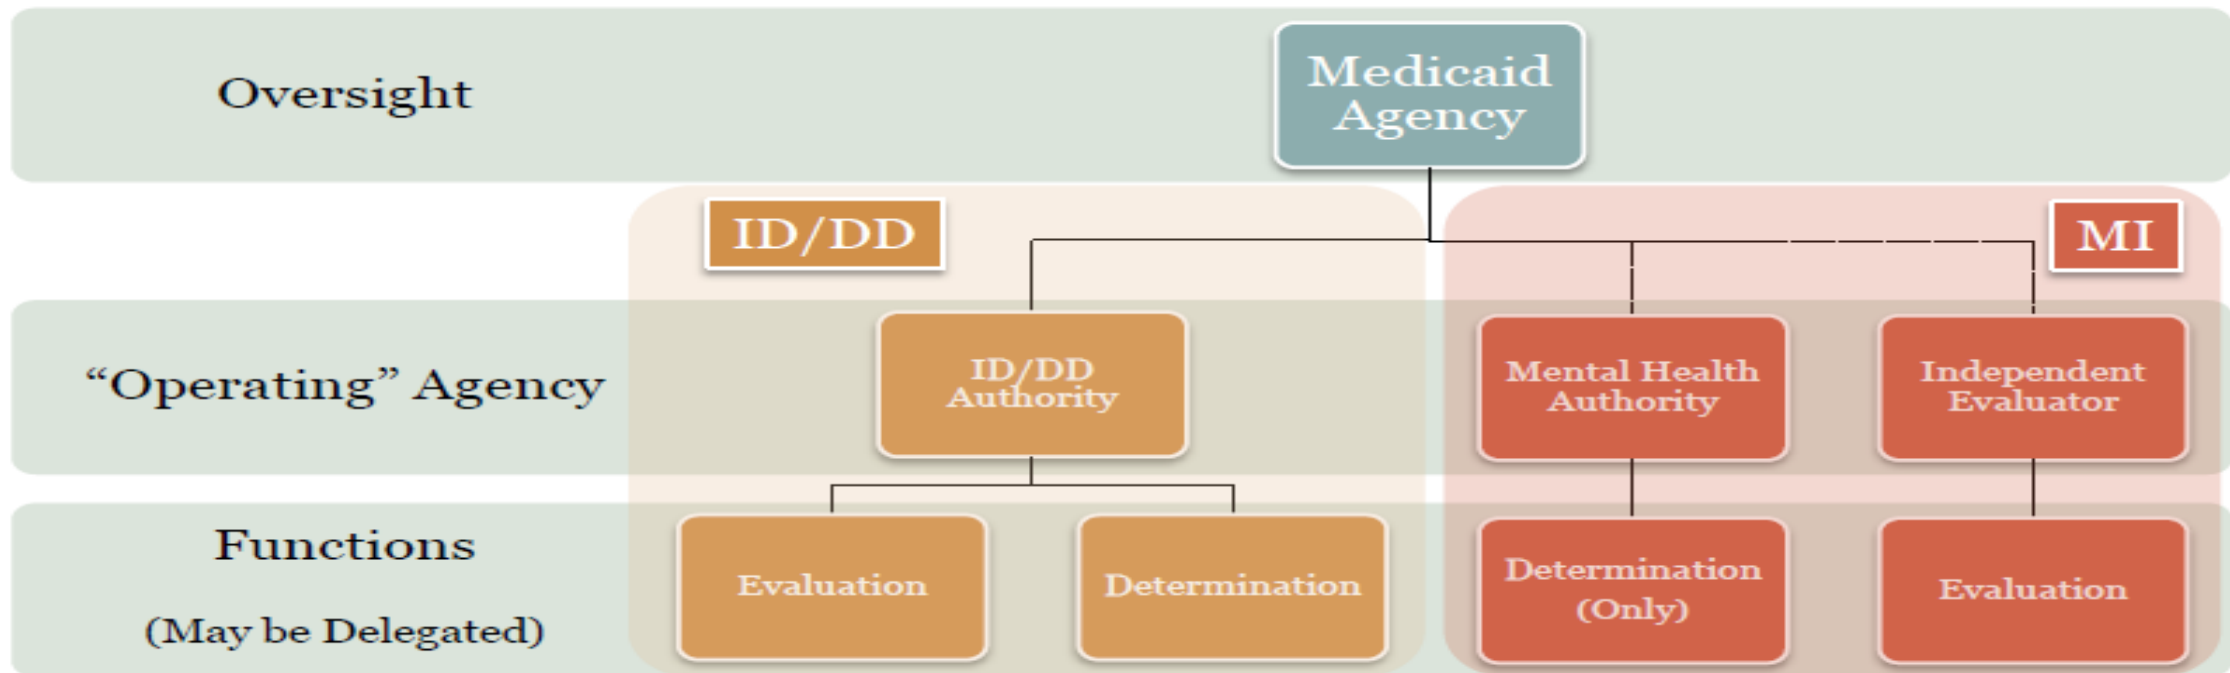 Oversight
Medicaid
Agency
ID/DD
MI
“Operating” Agency
ID/DD
Authority
Mental Health
Authority
Independent
Evaluator
Functions
(May be Delegated)
Evaluation
Determination
Determination
(Only)
Evaluation